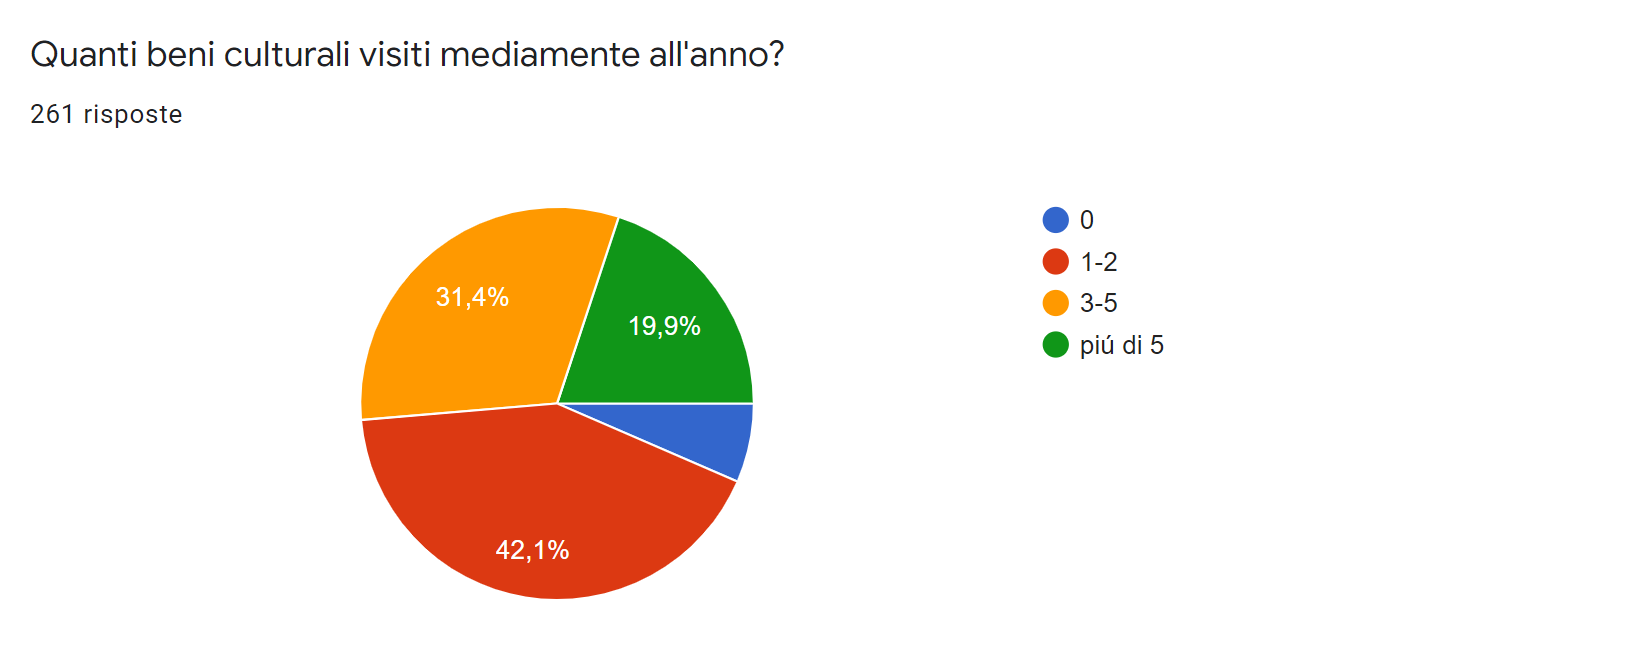 Quanti beni culturali visiti mediamente all'anno?
261 risposte
31,4%
19,9%
42,1%
0
1-2
3-5
piú di 5